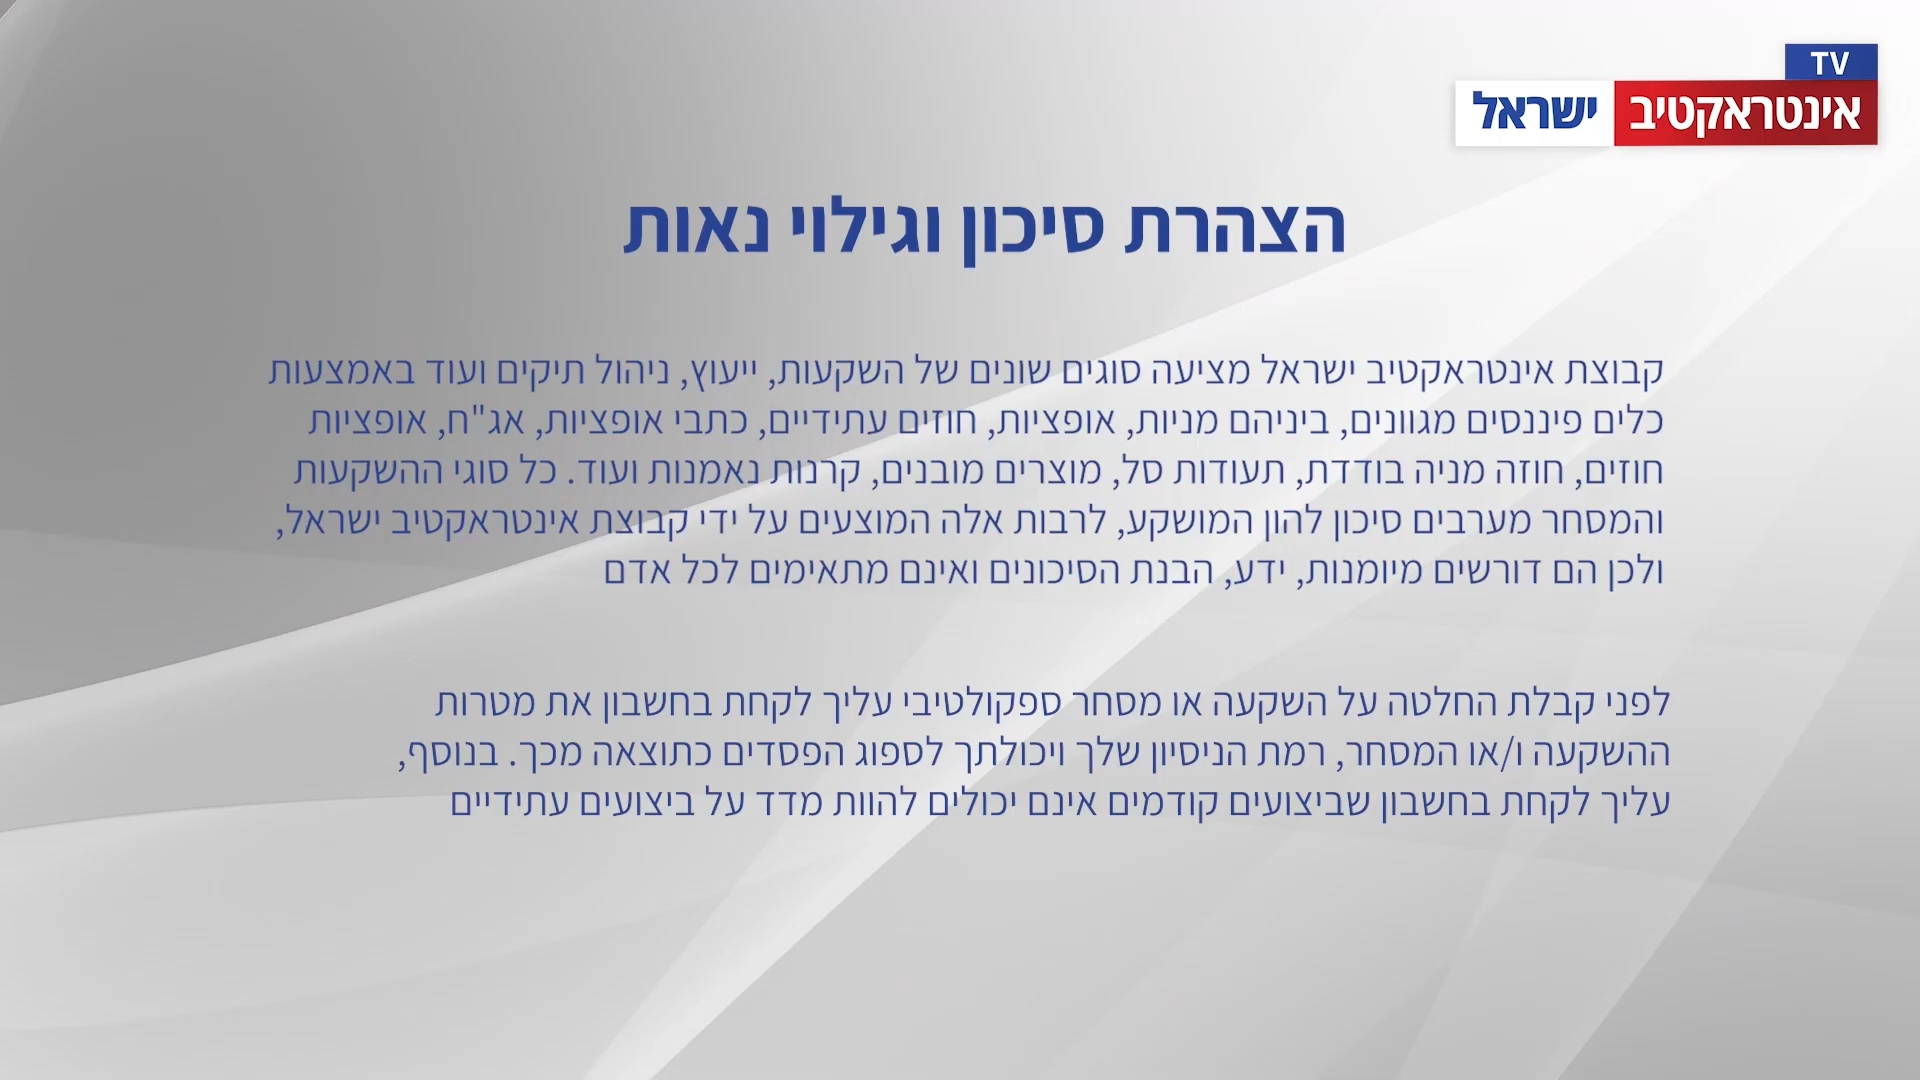 TV
אינטראקטיב ישראל
הצהרת סיכון וגילוי נאות
קבוצת אינטראקטיב ישראל מציעה סוגים שונים של השקעות, ייעוץ, ניהול תיקים ועוד באמצעות
כלים פיננסים מגוונים, ביניהם מניות, אופציות, חוזים עתידיים, כתבי אופציות, אג"ח, אופציות
חוזים, חוזה מניה בודדת, תעודות סל, מוצרים מובנים, קרנות נאמנות ועוד. כל סוגי ההשקעות
והמסחר מערבים סיכון להון המושקע, לרבות אלה המוצעים על ידי קבוצת אינטראקטיב ישראל,
ולכן הם דורשים מיומנות, ידע, הבנת הסיכונים ואינם מתאימים לכל אדם
לפני קבלת החלטה על השקעה או מסחר ספקולטיבי עליך לקחת בחשבון את מטרות
ההשקעה ו/או המסחר, רמת הניסיון שלך ויכולתך לספוג הפסדים כתוצאה מכך. בנוסף,
עליך לקחת בחשבון שביצועים קודמים אינם יכולים להוות מדד על ביצועים עתידיים